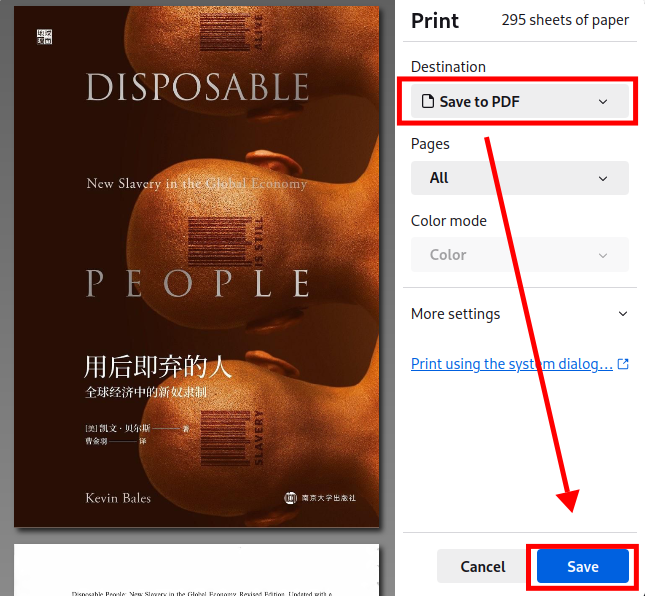 DISPOSABLE
New Slavery in the Global Economy
PEOPLE
用后即弃的人
全球经济中的新奴隶制
[美] 凯文·贝尔斯 著
曹金羽 译
Kevin Bales
南京大学出版社
ALIVE
IS STILL
SLAVERY
Disposable People: New Slavery in the Global Economy, Revised Edition, Updated with a
Print
295 sheets of paper
Destination
Save to PDF
Pages
All
Color mode
Color
More settings
Print using the system dialog...
Cancel
Save